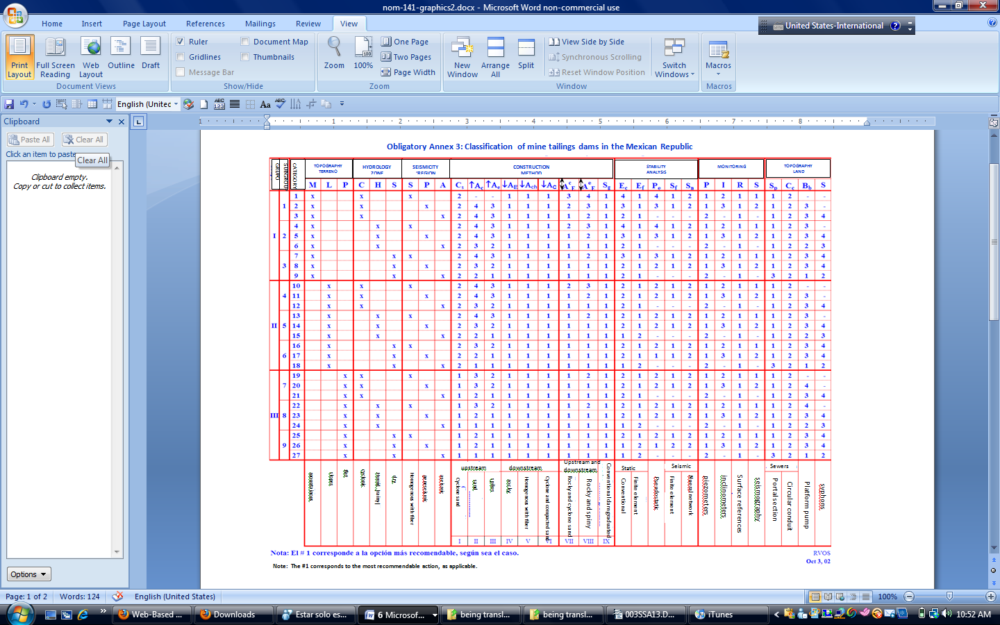 nom-141-graphics2.docx - Microsoft Word non-commercial use
Home Insert Page Layout References Mailings Review View
United States-International
Print Layout
Full Screen Reading
Web Layout
Outline
Draft
Document Views
Ruler
Gridlines
Message Bar
Document Map
Thumbnails
Show/Hide
Zoom
100%
One Page
Two Pages
Page Width
Zoom
New Window
Arrange All
Split
View Side by Side
Synchronous Scrolling
Reset Window Position
Switch Windows
Window
Macros
Macros
English (Unitec
Clipboard
Paste All Clear All
Click an item to paste
Clear All
Clipboard empty.
Copy or cut to collect items.
Options
1 1 2 3 4 5 6 7 8
Obligatory Annex 3: Classification of mine tailings dams in the Mexican Republic
GRUPO SUBGROUP CATEGORY TOPOGRAPHY TERRENO HYDROLOGY ZONE SEISMICITY REGION CONSTRUCTION METHOD STABILITY ANALYSIS MONITORING TOPOGRAPHY LAND
M L P C H S S P A Cs ↑Ac ↑Ae ↓AE ↓Ach ↓AC AcF AeF Sg Ec Ef Pe Sf Sn P I R S Sp Cc Bb S
1 x x x 2 - - 1 1 1 3 4 1 4 1 4 1 2 1 2 1 1 1 2 - -
1 2 x x x 2 4 3 1 1 1 2 3 1 3 1 3 1 2 1 3 1 2 1 2 3 -
3 x x x 2 4 3 1 1 1 1 2 1 2 1 - - - 2 - 1 - 1 2 3 4
4 x x x 2 4 3 1 1 1 2 3 1 4 1 4 1 2 1 2 1 1 1 2 3 -
I 2 5 x x x 2 4 3 1 1 1 1 2 1 3 1 3 1 2 1 3 1 2 1 2 3 4
6 x x x 2 3 2 1 1 1 1 1 1 2 1 - - - 2 - 1 - 1 2 2 3
7 x x x 2 4 3 1 1 1 1 2 1 3 1 3 1 2 1 2 1 1 1 2 3 4
3 8 x x x 2 3 2 1 1 1 1 1 1 2 1 2 1 2 1 3 1 2 1 2 3 4
9 x x x 2 2 1 1 1 1 1 1 1 2 1 - - - 2 - 1 - 3 2 1 2
10 x x x 2 4 3 1 1 1 2 3 1 2 1 2 1 2 1 2 1 1 1 2 - -
4 11 x x x 2 4 3 1 1 1 1 2 1 2 1 2 1 2 1 3 1 2 1 2 3 -
12 x x x 2 3 2 1 1 1 1 1 1 2 1 - - - 2 - 1 - 1 2 3 4
13 x x x 2 4 3 1 1 1 1 2 1 2 1 2 1 2 1 2 1 1 1 2 3 -
II 5 14 x x x 2 3 2 1 1 1 1 1 1 2 1 2 1 2 1 3 1 2 1 2 3 4
15 x x x 2 2 1 1 1 1 1 1 1 1 2 - - - 2 - 1 - 1 2 2 3
16 x x x 2 3 2 1 1 1 1 1 1 2 1 2 1 2 1 2 1 1 1 2 3 4
6 17 x x x 2 2 1 1 1 1 1 1 1 2 1 2 1 2 1 3 1 2 1 2 3 4
18 x x x 2 1 1 1 1 1 1 1 1 1 2 - - - 2 - 1 - 3 2 1 2
19 x x x 1 3 2 1 1 1 1 2 1 2 1 2 1 2 1 2 1 1 1 2 - -
7 20 x x x 1 3 2 1 1 1 1 1 1 2 1 2 1 2 1 3 1 2 1 2 4 -
21 x x x 1 2 1 1 1 1 1 1 1 2 1 - - - 2 - 1 - 1 2 3 4
22 x x x 1 3 2 1 1 1 1 2 1 2 1 2 1 2 1 2 1 1 1 2 4 -
III 8 23 x x x 1 2 1 1 1 1 1 1 1 2 1 2 1 2 1 3 1 2 1 2 3 4
24 x x x 1 1 1 1 1 1 1 1 1 1 2 - - - 2 - 1 - 1 2 2 3
25 x x x 1 2 1 1 1 1 1 1 1 2 1 2 1 2 1 2 1 1 1 2 3 4
9 26 x x x 1 2 1 1 1 1 1 1 1 1 2 1 2 2 1 3 1 2 1 2 3 4
27 x x x 1 1 1 1 1 1 1 1 1 1 2 - - - 2 - 1 - 3 2 1 2
upstream downstream Upstream and downstream Static Seismic Sewers
slopes
flat
Humid (rainy)
dry
Homogenous with fiber
Cyclone sand
Homogenous with fiber
Cyclone and compacted sand
Rocky and cyclone sand
Rocky and spiny
Conventional dam graduated
Conventional
Finite element
Pseudostatic
Finite element
Nueral network
piezometers
inclinometers
Surface references
seismography
Portal section
Circular conduit
Platform pump
syphons
I II III IV V VI VII VIII IX
Nota: El # 1 corresponde a la opción más recomendable, según sea el caso.
RVOS
Oct 3, 02
Note: The #1 corresponds to the most recommendable action, as applicable.
Page: 1 of 2 Words: 124 English (United States) 100%
Web-Based ... Downloads Estar solo es... 6 Microsof... being transl... being transl... 003SSA13.D... iTunes 10:52 AM